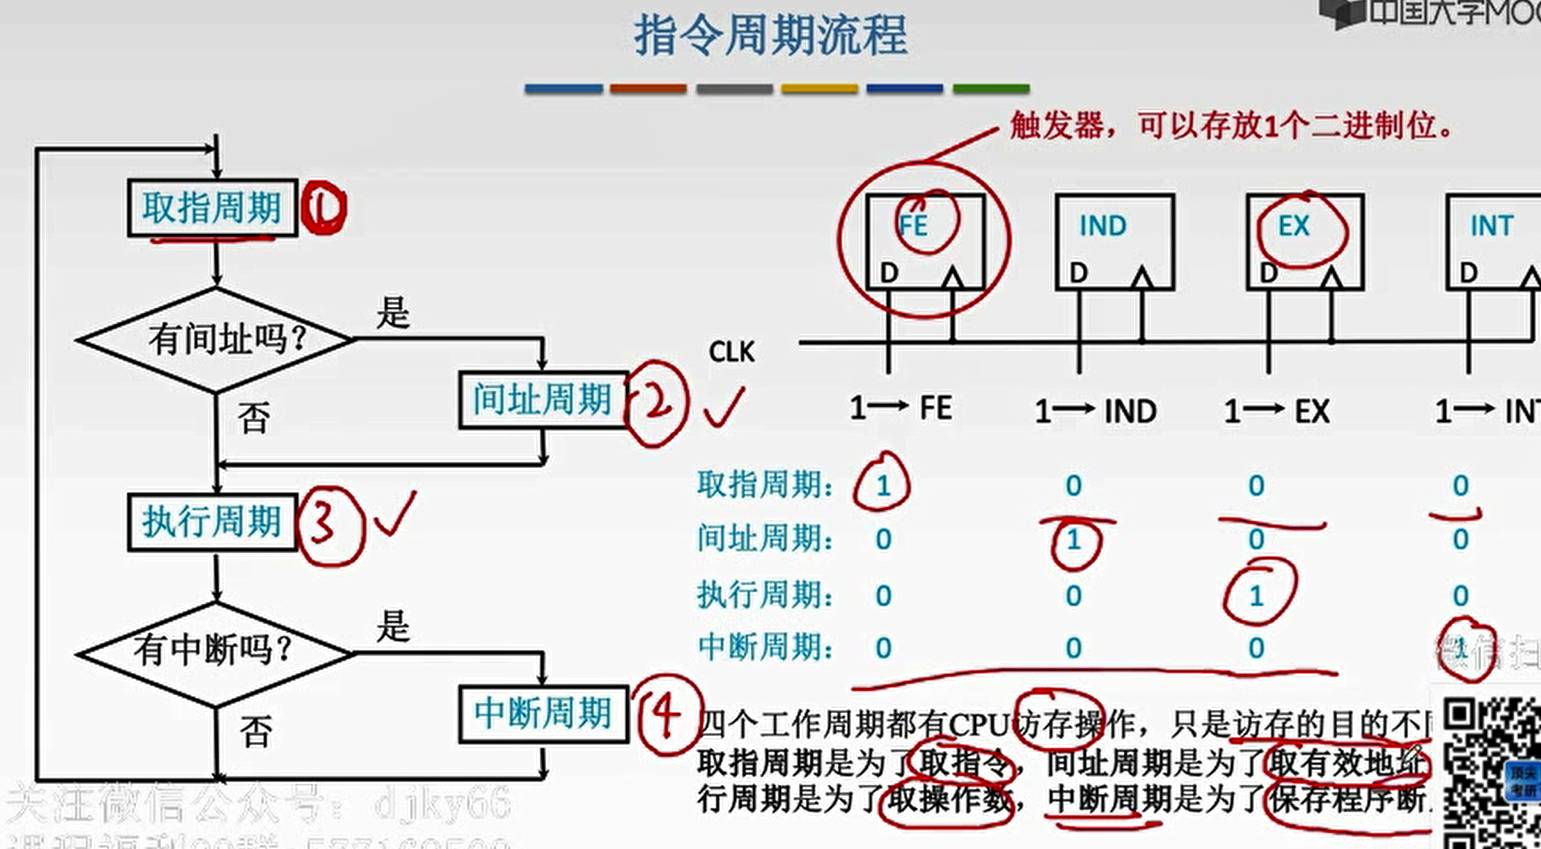 中国大学MOO
指令周期流程
触发器，可以存放1个二进制位。
取指周期 ①
FE IND EX INT
D D D D
有间址吗？ 是
否
间址周期 ②
CLK
1→ FE 1→ IND 1→ EX 1→ INT
取指周期： 1 0 0 0
间址周期： 0 1 0 0
执行周期 ③
执行周期： 0 0 1 0
中断周期： 0 0 0 1
有中断吗？ 是
否
中断周期 ④
微信扫
四个工作周期都有CPU访存操作，只是访存的目的不同
取指周期是为了取指令，间址周期是为了取有效地址
行周期是为了取操作数，中断周期是为了保存程序断
顶尖
考研
关注微信公众号：djky66